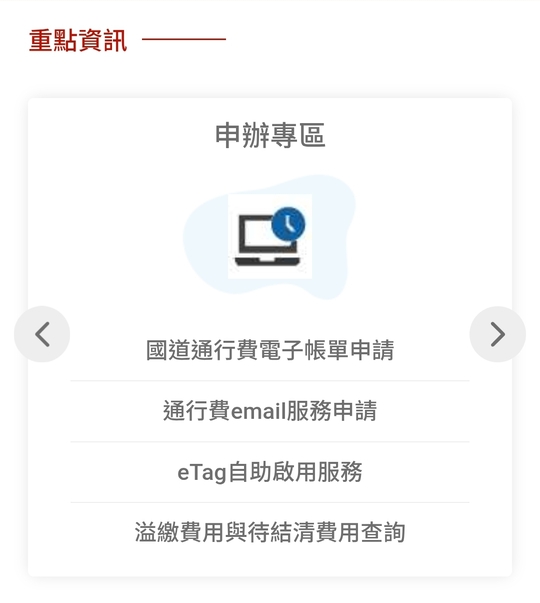 重點資訊
申辦專區
國道通行費電子帳單申請
通行費email服務申請
eTag自助啟用服務
溢繳費用與待結清費用查詢